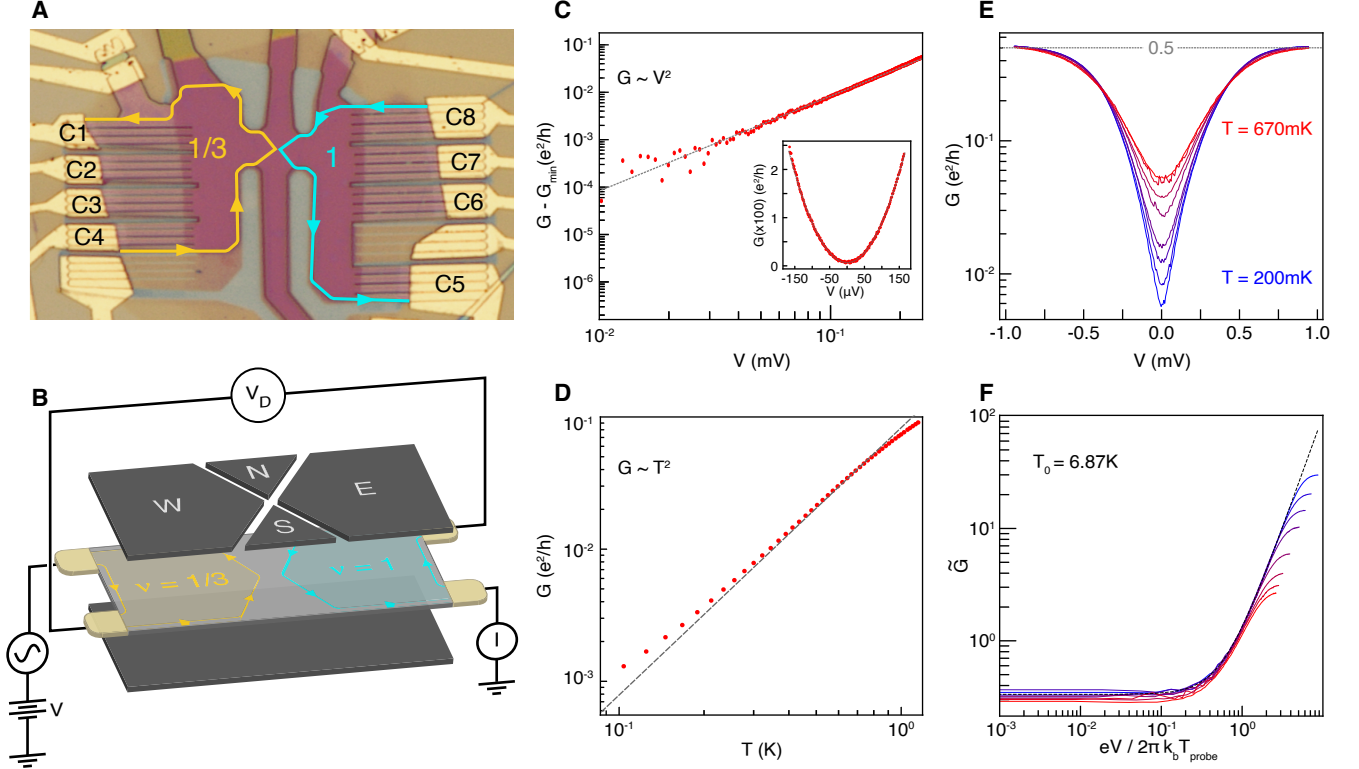 A
C1
C2
C3
C4
1/3
1
C8
C7
C6
C5
B
V_D
N
W
E
S
ν = 1/3
ν = 1
V
I
C
G ~ V²
G - G_min (e²/h)
10⁻¹
10⁻²
10⁻³
10⁻⁴
10⁻⁵
10⁻⁶
10⁻²
10⁻¹
V (mV)
G(x100) (e²/h)
2
1
0
-150
-50
50
150
V (μV)
D
G ~ T²
G (e²/h)
10⁻¹
10⁻²
10⁻³
10⁻¹
10⁰
T (K)
E
0.5
T = 670mK
T = 200mK
G (e²/h)
10⁻¹
10⁻²
-1.0
-0.5
0.0
0.5
1.0
V (mV)
F
T₀ = 6.87K
G̃
10²
10¹
10⁰
10⁻³
10⁻²
10⁻¹
10⁰
eV / 2π k_b T_probe